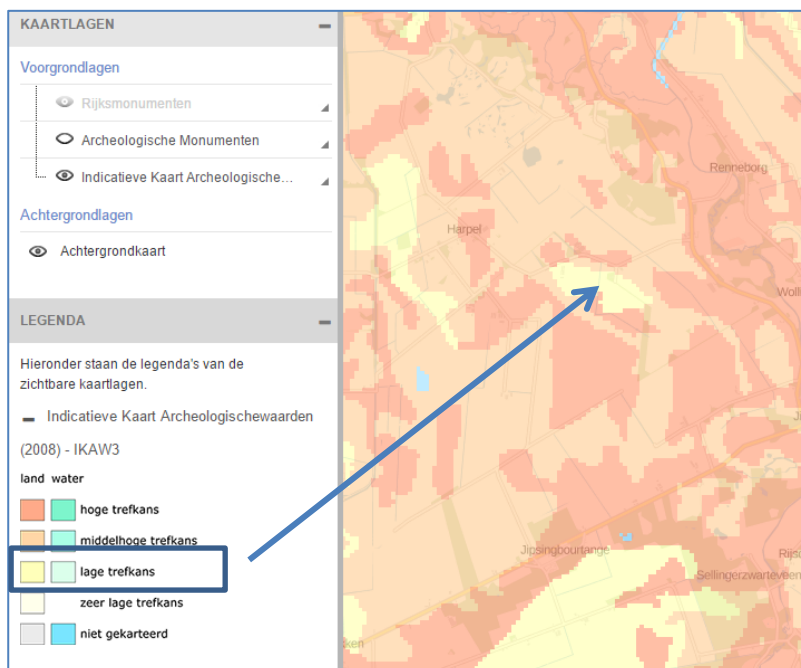 KAARTLAGEN
Voorgrondlagen
Rijksmonumenten
Archeologische Monumenten
Indicatieve Kaart Archeologische...
Achtergrondlagen
Achtergrondkaart
LEGENDA
Hieronder staan de legenda's van de
zichtbare kaartlagen.
Indicatieve Kaart Archeologischewaarden
(2008) - IKAW3
land water
hoge trefkans
middelhoge trefkans
lage trefkans
zeer lage trefkans
niet gekarteerd
Renneborg
Harpel
Jipsingbourtange
Sellingerzwarteveen